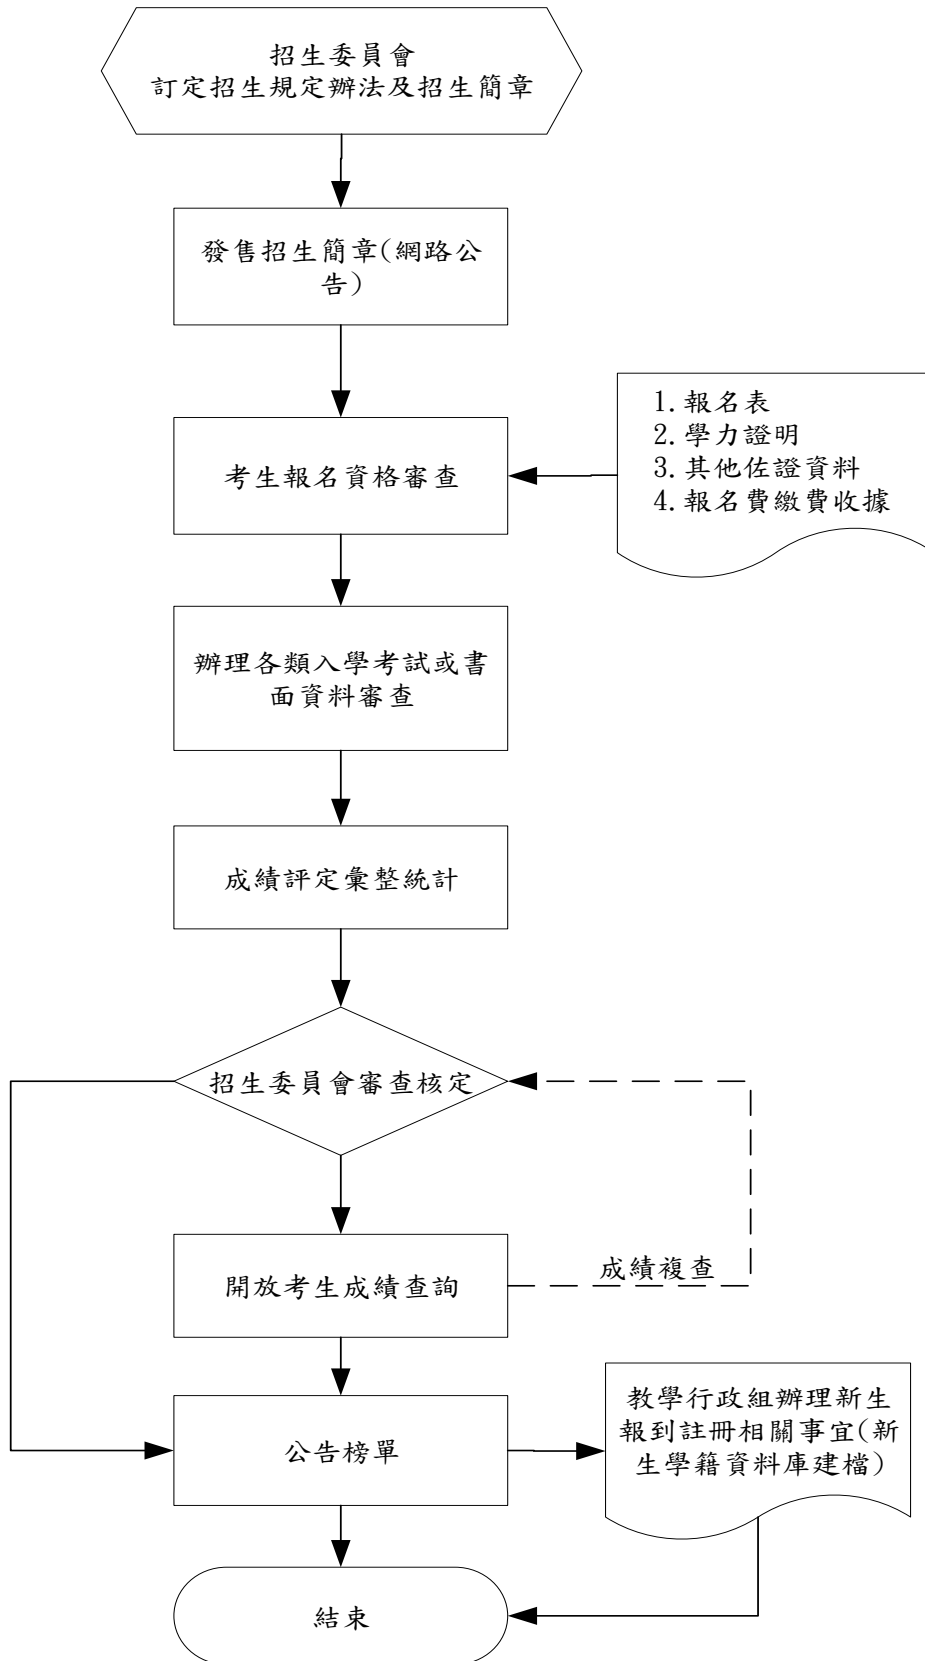 招生委員會
訂定招生規定辦法及招生簡章
發售招生簡章(網路公
告)
1.報名表
2.學力證明
3.其他佐證資料
4.報名費繳費收據
考生報名資格審查
辦理各類入學考試或書
面資料審查
成績評定彙整統計
招生委員會審查核定
成績複查
開放考生成績查詢
教學行政組辦理新生
報到註冊相關事宜(新
生學籍資料庫建檔)
公告榜單
結束